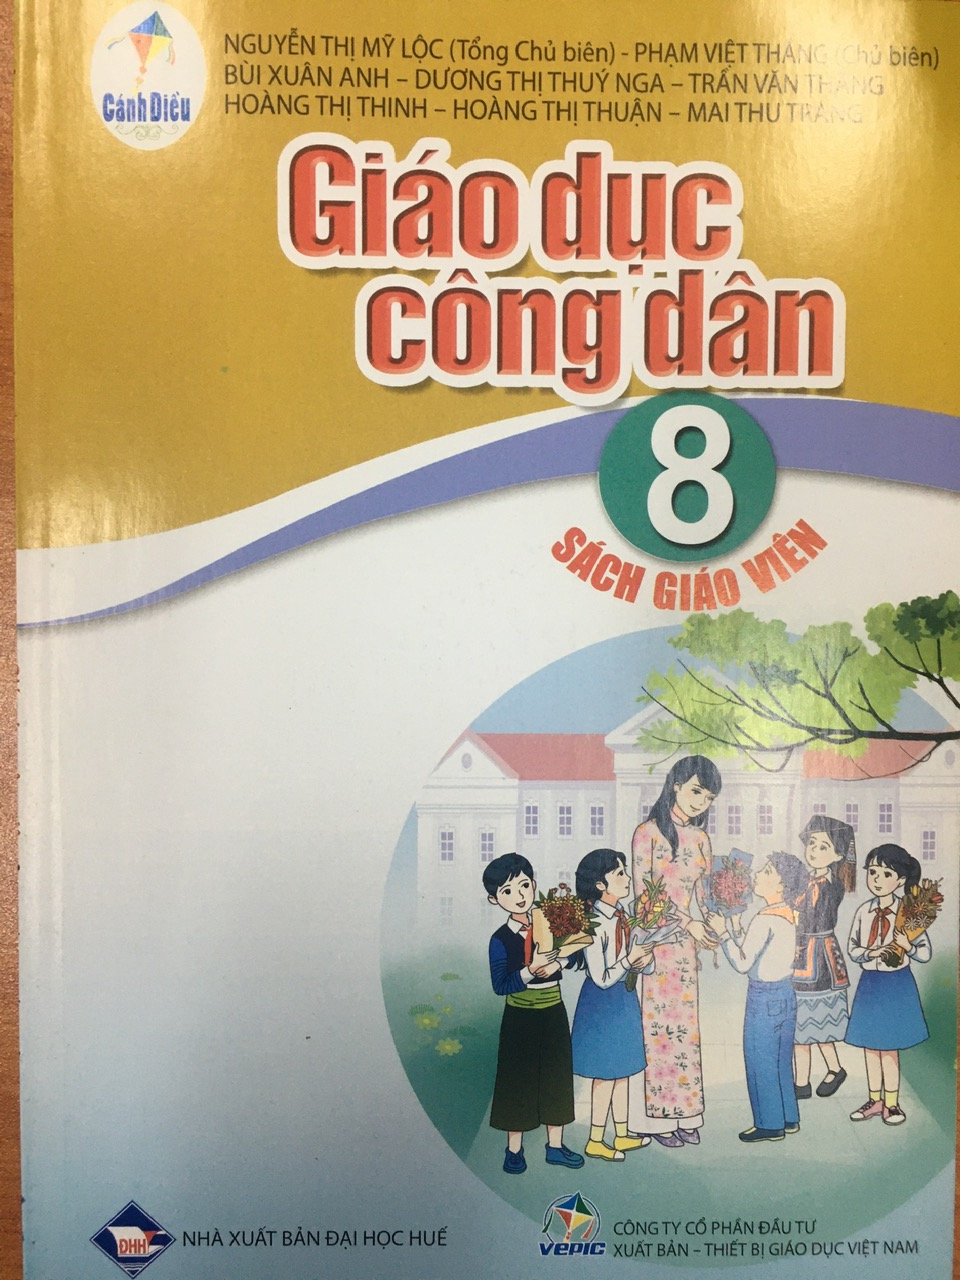 Cánh Diều
NGUYỄN THỊ MỸ LỘC (Tổng Chủ biên) - PHẠM VIỆT THẮNG (Chủ biên)
BÙI XUÂN ANH – DƯƠNG THỊ THUÝ NGA – TRẦN VĂN THẮNG
HOÀNG THỊ THINH – HOÀNG THỊ THUẬN – MAI THU TRANG
Giáo dục
công dân
8
SÁCH GIÁO VIÊN
ĐHH
NHÀ XUẤT BẢN ĐẠI HỌC HUẾ
VEPIC
CÔNG TY CỔ PHẦN ĐẦU TƯ
XUẤT BẢN – THIẾT BỊ GIÁO DỤC VIỆT NAM